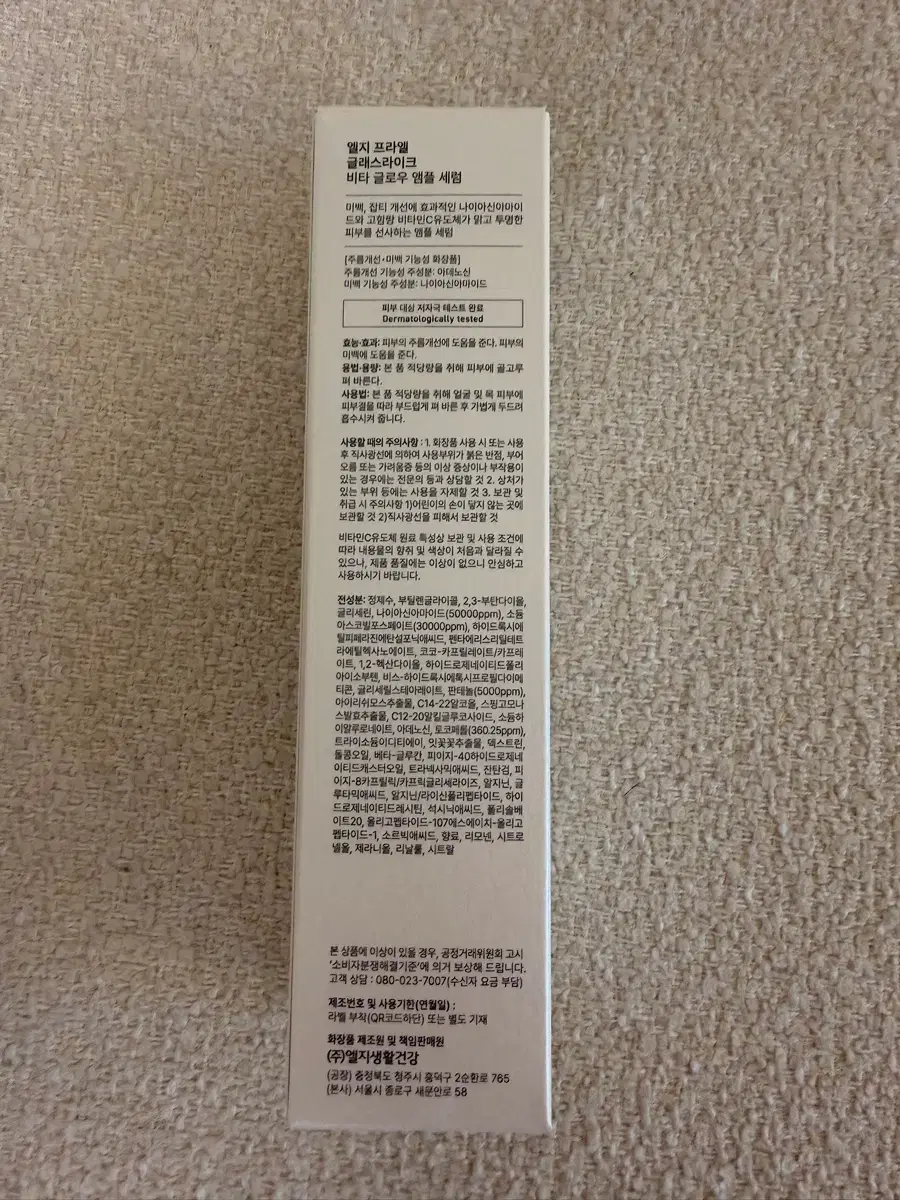 엘지 프라엘
글래스라이크
비타 글로우 앰플 세럼
미백, 잡티 개선에 효과적인 나이아신아마이
드와 고함량 비타민C유도체가 맑고 투명한
피부를 선사하는 앰플 세럼
[주름개선•미백 기능성 화장품]
주름개선 기능성 주성분: 아데노신
미백 기능성 주성분: 나이아신아마이드
피부 대상 저자극 테스트 완료
Dermatologically tested
효능·효과: 피부의 주름개선에 도움을 준다. 피부의
미백에 도움을 준다.
용법·용량: 본 품 적당량을 취해 피부에 골고루
펴 바른다.
사용법: 본 품 적당량을 취해 얼굴 및 목 피부에
피부결을 따라 부드럽게 펴 바른 후 가볍게 두드려
흡수시켜 줍니다.
사용할 때의 주의사항 : 1. 화장품 사용 시 또는 사용
후 직사광선에 의하여 사용부위가 붉은 반점, 부어
오름 또는 가려움증 등의 이상 증상이나 부작용이
있는 경우에는 전문의 등과 상담할 것 2. 상처가
있는 부위 등에는 사용을 자제할 것 3. 보관 및
취급 시 주의사항 1)어린이의 손이 닿지 않는 곳에
보관할 것 2)직사광선을 피해서 보관할 것
비타민C유도체 원료 특성상 보관 및 사용 조건에
따라 내용물의 향취 및 색상이 처음과 달라질 수
있으나, 제품 품질에는 이상이 없으니 안심하고
사용하시기 바랍니다.
전성분: 정제수, 부틸렌글라이콜, 2,3-부탄다이올,
글리세린, 나이아신아마이드(50000ppm), 소듐
아스코빌포스페이트(30000ppm), 하이드록시에
틸피페라진에탄설포닉애씨드, 펜타에리스리틸테트
라에틸헥사노에이트, 코코-카프릴레이트/카프레
이트, 1,2-헥산다이올, 하이드로제네이티드폴리
아이소부텐, 비스-하이드록시에톡시프로필다이메
티콘, 글리세릴스테아레이트, 판테놀(5000ppm),
아이리쉬모스추출물, C14-22알코올, 스핑고모나
스발효추출물, C12-20알킬글루코사이드, 소듐하
이알루로네이트, 아데노신, 토코페롤(360.25ppm),
트라이소듐이디티에이, 잇꽃꽃추출물, 덱스트린,
돌콩오일, 베타-글루칸, 피이지-40하이드로제네
이티드캐스터오일, 트라넥사믹애씨드, 잔탄검, 피
이지-8카프릴릭/카프릭글리세라이즈, 알지닌, 글
루타믹애씨드, 알지닌/라이신폴리펩타이드, 하이
드로제네이티드레시틴, 석시닉애씨드, 폴리솔베
이트20, 올리고펩타이드-107에스에이치-올리고
펩타이드-1, 소르빅애씨드, 향료, 리모넨, 시트로
넬올, 제라니올, 리날룰, 시트랄
본 상품에 이상이 있을 경우, 공정거래위원회 고시
'소비자분쟁해결기준'에 의거 보상해 드립니다.
고객 상담 : 080-023-7007(수신자 요금 부담)
제조번호 및 사용기한(연월일) :
라벨 부착(QR코드하단) 또는 별도 기재
화장품 제조원 및 책임판매원
(주)엘지생활건강
(공장) 충청북도 청주시 흥덕구 2순환로 765
(본사) 서울시 종로구 새문안로 58